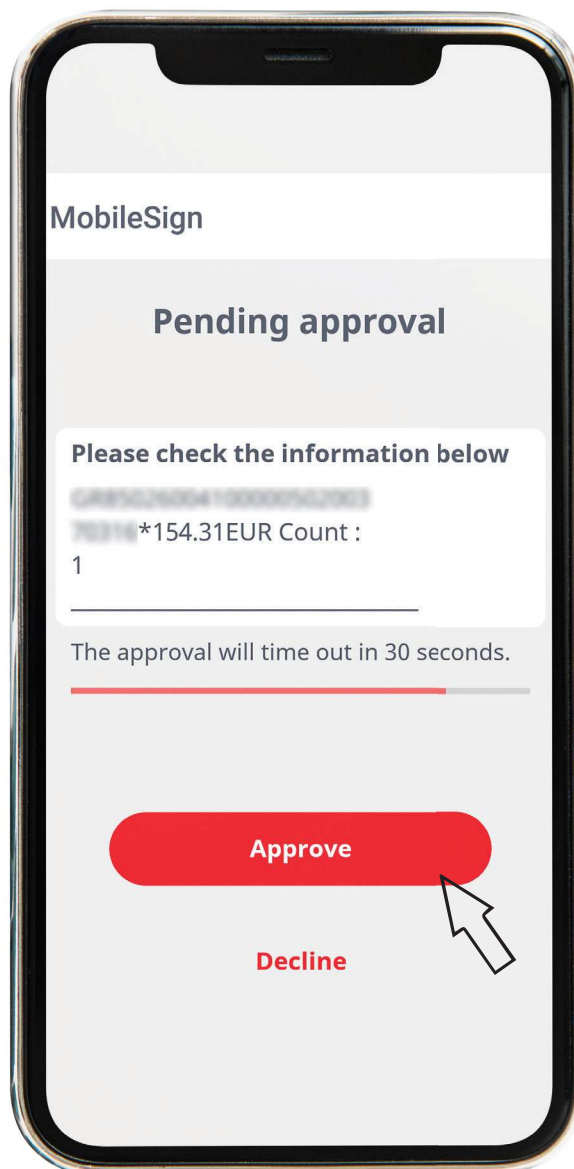 MobileSign
Pending approval
Please check the information below
*154.31EUR Count :
1
The approval will time out in 30 seconds.
Approve
Decline